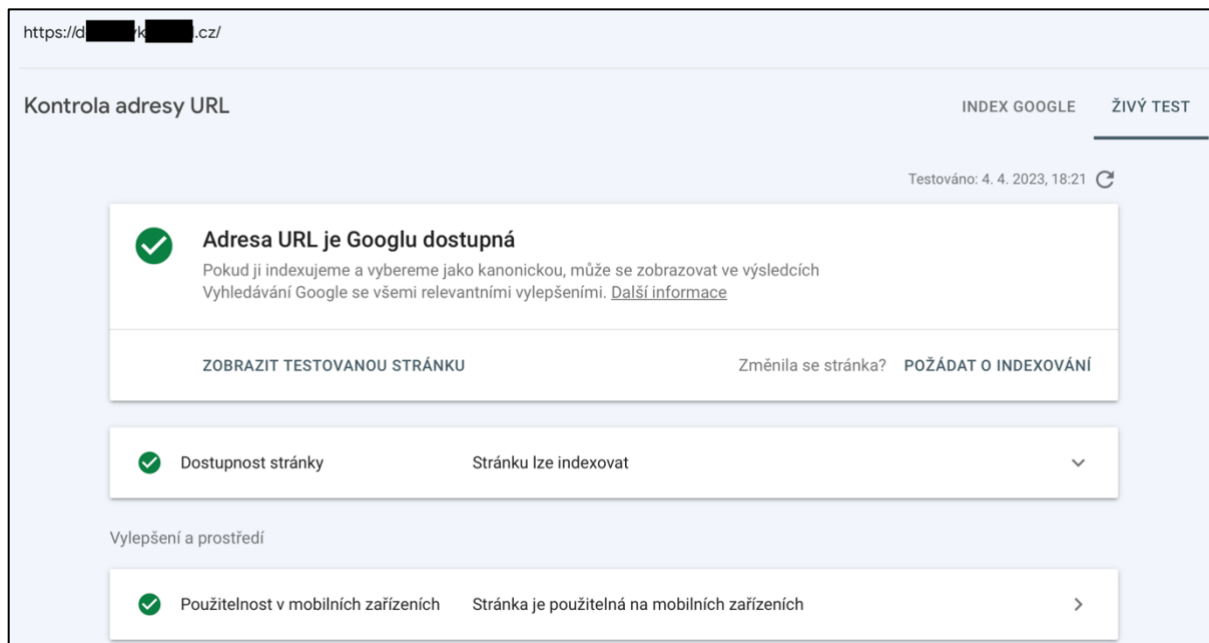 https://d k .cz/
Kontrola adresy URL
INDEX GOOGLE
ŽIVÝ TEST
Testováno: 4. 4. 2023, 18:21
Adresa URL je Googlu dostupná
Pokud ji indexujeme a vybereme jako kanonickou, může se zobrazovat ve výsledcích
Vyhledávání Google se všemi relevantními vylepšeními. Další informace
ZOBRAZIT TESTOVANOU STRÁNKU
Změnila se stránka? POŽÁDAT O INDEXOVÁNÍ
Dostupnost stránky
Stránku lze indexovat
Vylepšení a prostředí
Použitelnost v mobilních zařízeních
Stránka je použitelná na mobilních zařízeních